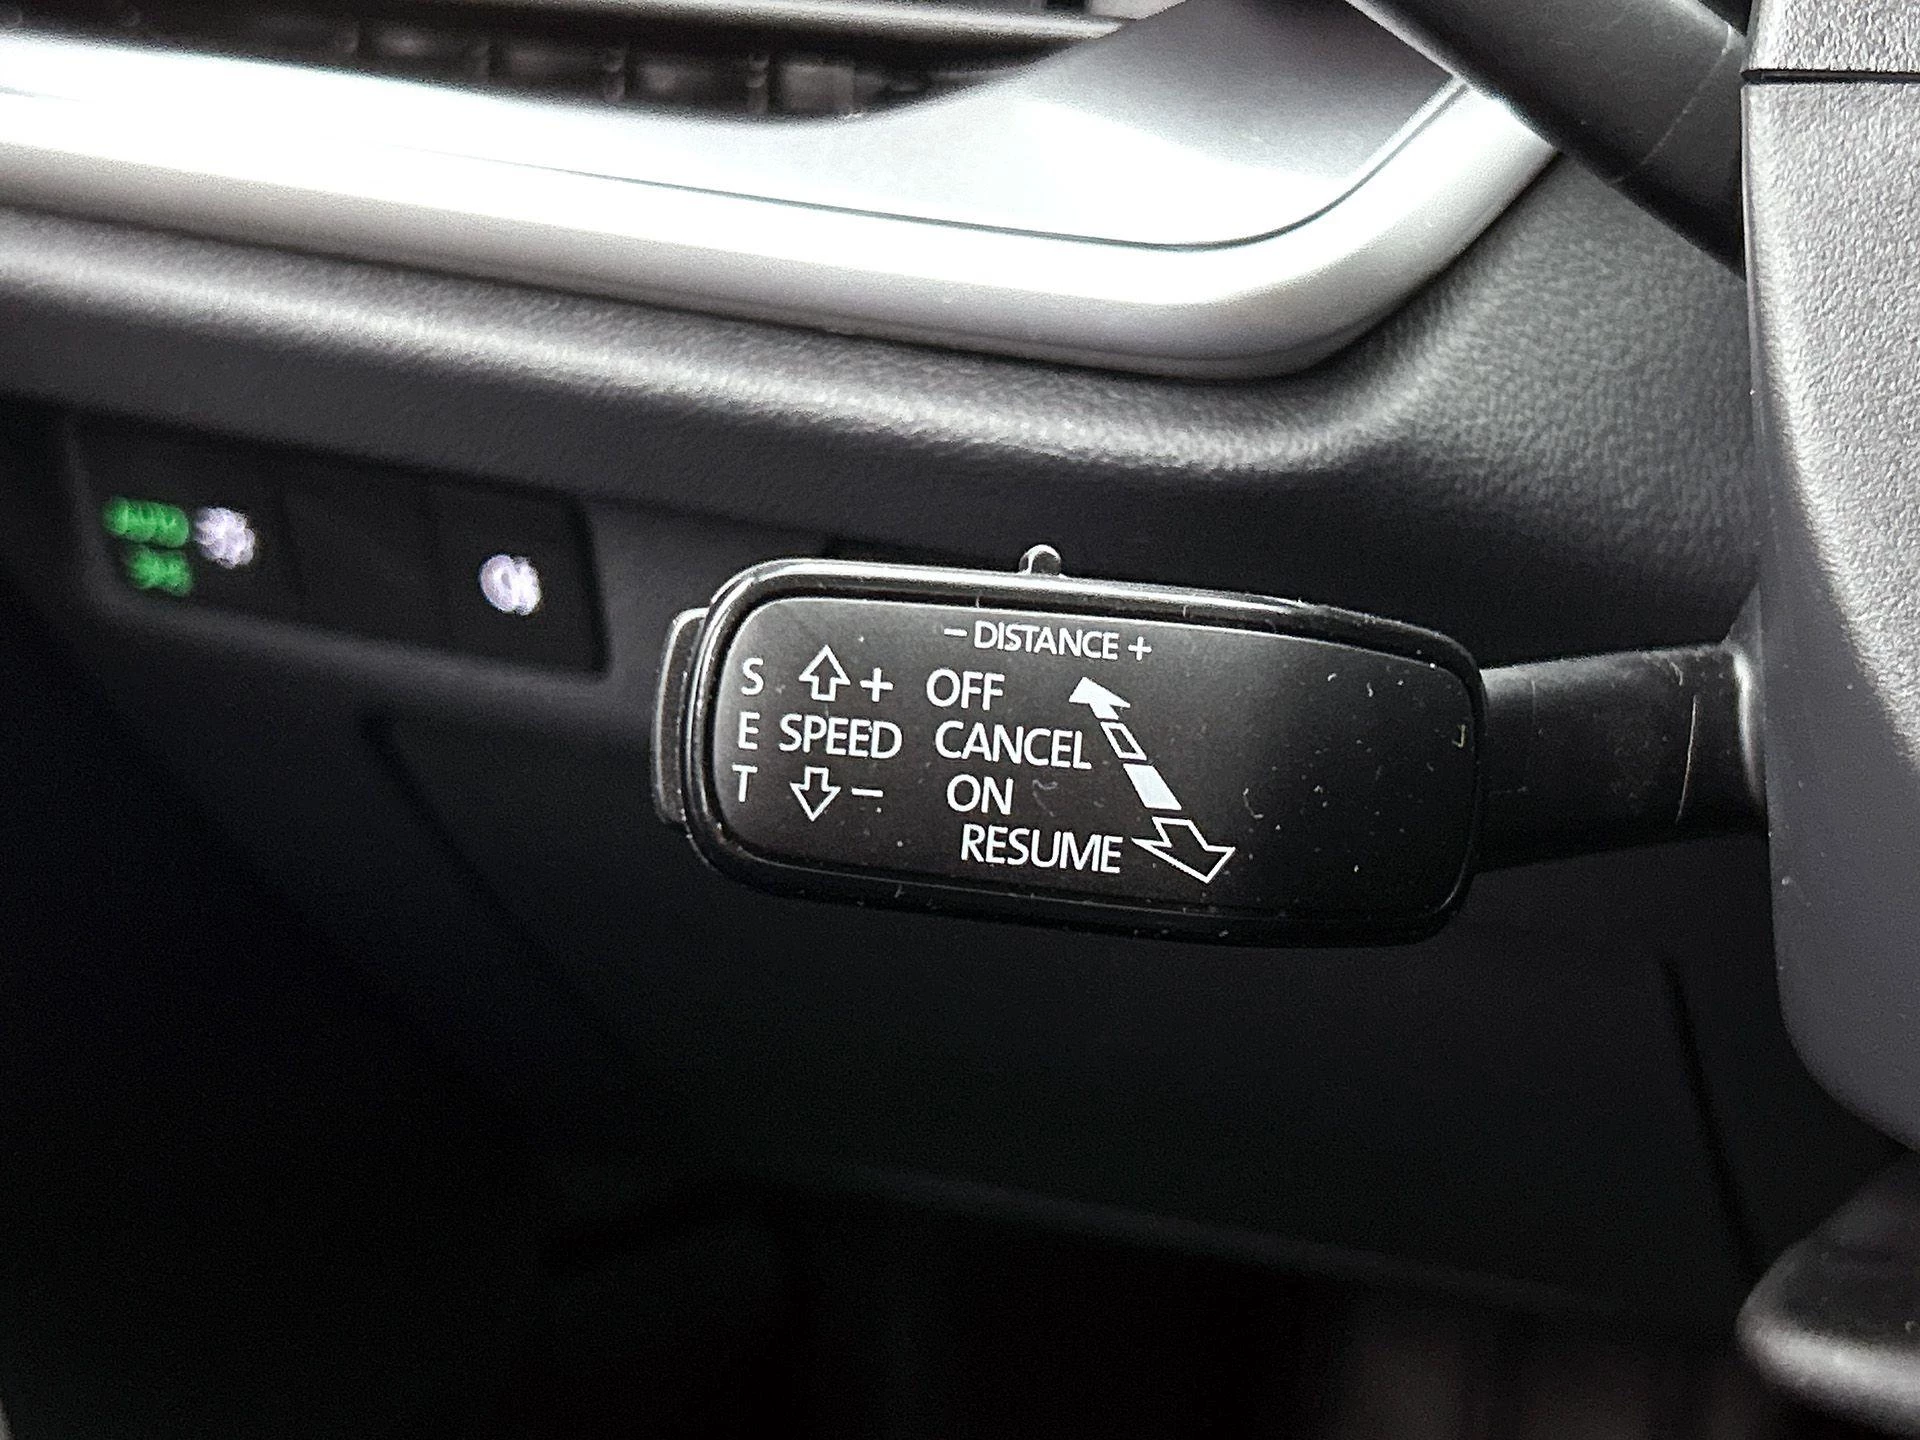 − DISTANCE +
S + OFF
E SPEED CANCEL
T − ON
RESUME